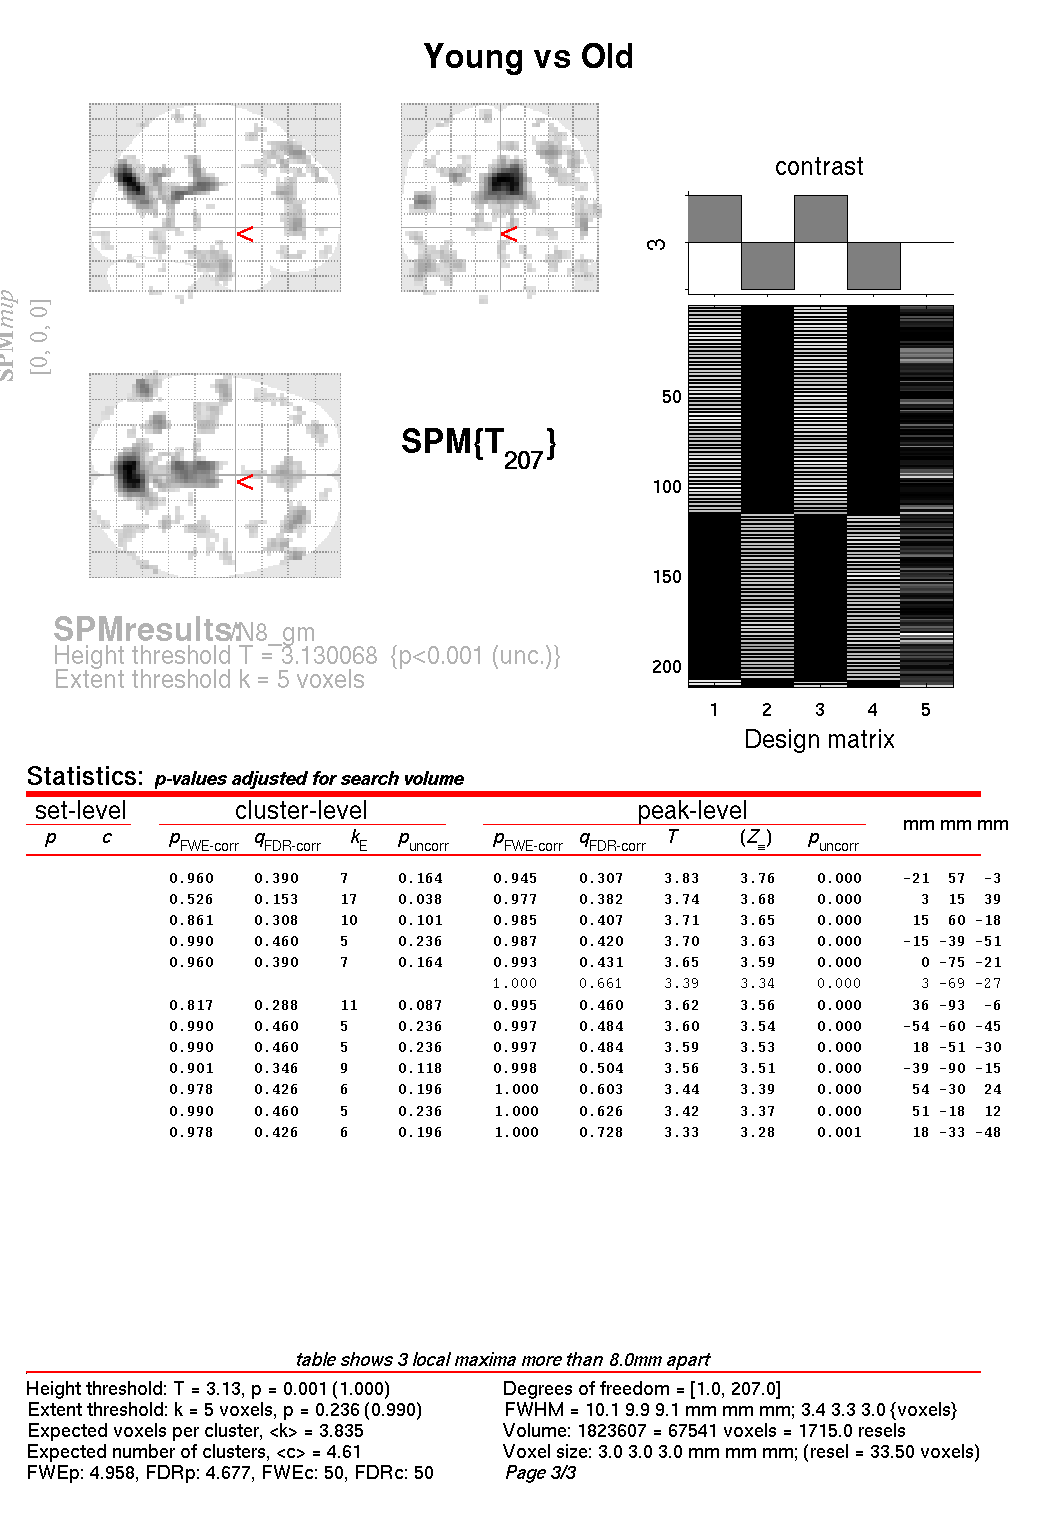 Young vs Old
contrast
3
SPMmip
[0, 0, 0]
<
<
<
SPM{T207}
50
100
150
200
1 2 3 4 5
Design matrix
SPMresults: /N8_gm
Height threshold T = 3.130068 {p<0.001 (unc.)}
Extent threshold k = 5 voxels
Statistics: p-values adjusted for search volume
set-level cluster-level peak-level
p c pFWE-corr qFDR-corr kE puncorr pFWE-corr qFDR-corr T (Z≡) puncorr mm mm mm
0.960 0.390 7 0.164 0.945 0.307 3.83 3.76 0.000 -21 57 -3
0.526 0.153 17 0.038 0.977 0.382 3.74 3.68 0.000 3 15 39
0.861 0.308 10 0.101 0.985 0.407 3.71 3.65 0.000 15 60 -18
0.990 0.460 5 0.236 0.987 0.420 3.70 3.63 0.000 -15 -39 -51
0.960 0.390 7 0.164 0.993 0.431 3.65 3.59 0.000 0 -75 -21
1.000 0.661 3.39 3.34 0.000 3 -69 -27
0.817 0.288 11 0.087 0.995 0.460 3.62 3.56 0.000 36 -93 -6
0.990 0.460 5 0.236 0.997 0.484 3.60 3.54 0.000 -54 -60 -45
0.990 0.460 5 0.236 0.997 0.484 3.59 3.53 0.000 18 -51 -30
0.901 0.346 9 0.118 0.998 0.504 3.56 3.51 0.000 -39 -90 -15
0.978 0.426 6 0.196 1.000 0.603 3.44 3.39 0.000 54 -30 24
0.990 0.460 5 0.236 1.000 0.626 3.42 3.37 0.000 51 -18 12
0.978 0.426 6 0.196 1.000 0.728 3.33 3.28 0.001 18 -33 -48
table shows 3 local maxima more than 8.0mm apart
Height threshold: T = 3.13, p = 0.001 (1.000)
Extent threshold: k = 5 voxels, p = 0.236 (0.990)
Expected voxels per cluster, <k> = 3.835
Expected number of clusters, <c> = 4.61
FWEp: 4.958, FDRp: 4.677, FWEc: 50, FDRc: 50
Degrees of freedom = [1.0, 207.0]
FWHM = 10.1 9.9 9.1 mm mm mm; 3.4 3.3 3.0 {voxels}
Volume: 1823607 = 67541 voxels = 1715.0 resels
Voxel size: 3.0 3.0 3.0 mm mm mm; (resel = 33.50 voxels)
Page 3/3